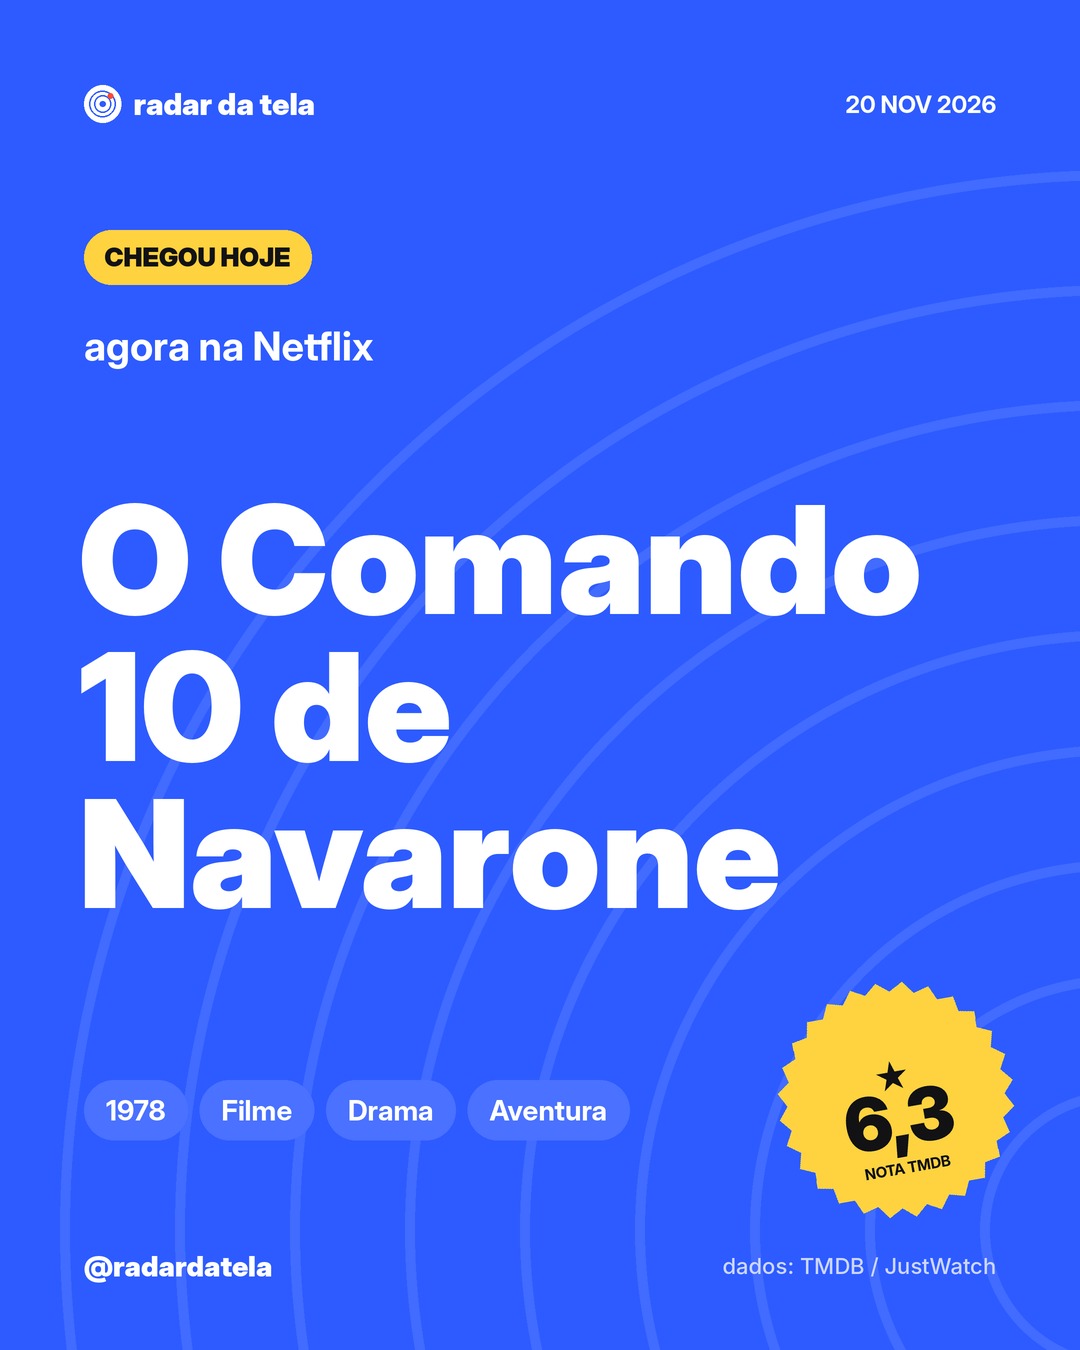 radar da tela
20 NOV 2026
CHEGOU HOJE
agora na Netflix
O Comando
10 de
Navarone
1978
Filme
Drama
Aventura
★
6,3
NOTA TMDB
@radardatela
dados: TMDB / JustWatch